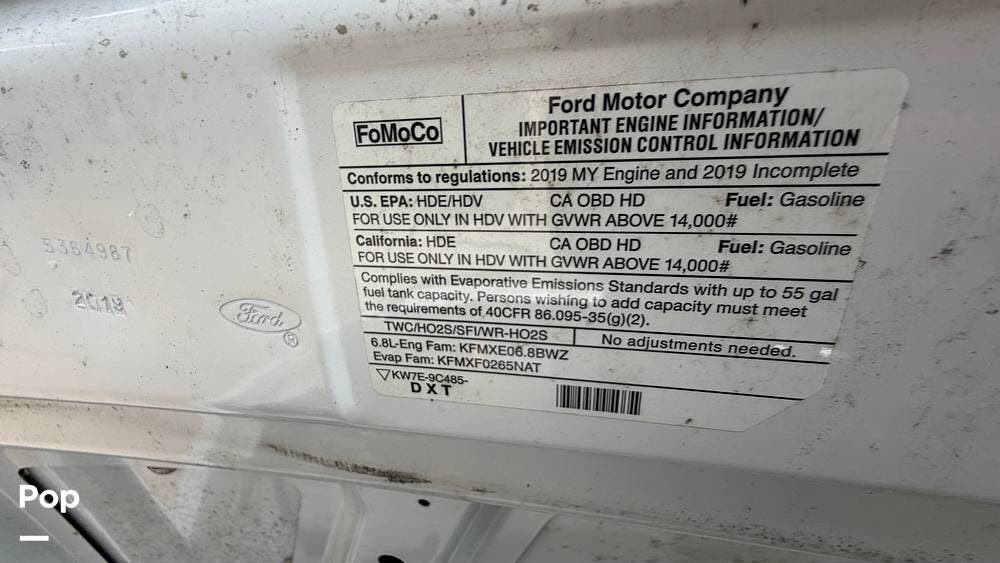 FoMoCo
Ford Motor Company
IMPORTANT ENGINE INFORMATION/
VEHICLE EMISSION CONTROL INFORMATION
Conforms to regulations: 2019 MY Engine and 2019 Incomplete
U.S. EPA: HDE/HDV CA OBD HD Fuel: Gasoline
FOR USE ONLY IN HDV WITH GVWR ABOVE 14,000#
California: HDE CA OBD HD Fuel: Gasoline
FOR USE ONLY IN HDV WITH GVWR ABOVE 14,000#
Complies with Evaporative Emissions Standards with up to 55 gal
fuel tank capacity. Persons wishing to add capacity must meet
the requirements of 40CFR 86.095-35(g)(2).
TWC/HO2S/SFI/WR-HO2S No adjustments needed.
6.8L-Eng Fam: KFMXE06.8BWZ
Evap Fam: KFMXF0265NAT
KW7E-9C485-
DXT
5364987
Ford
®
Pop